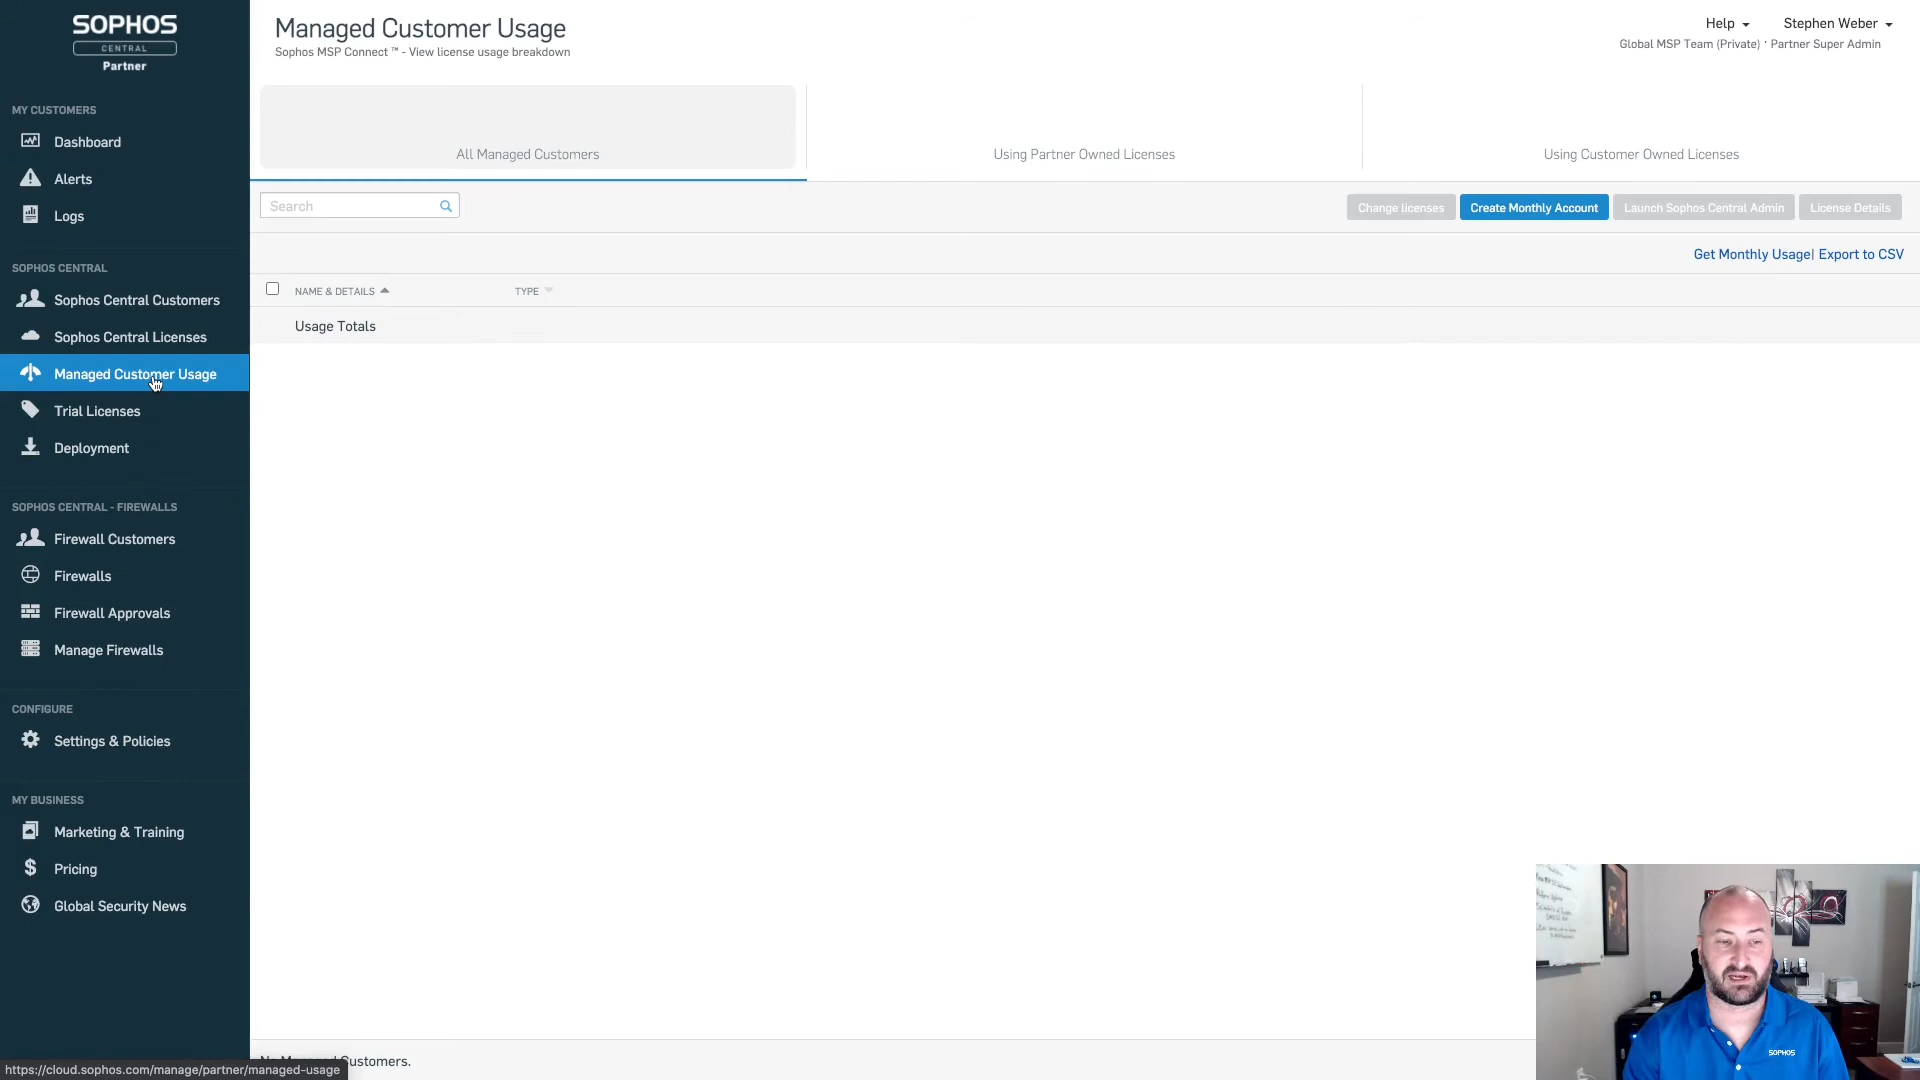 SOPHOS
CENTRAL
Partner
MY CUSTOMERS
Dashboard
Alerts
Logs
SOPHOS CENTRAL
Sophos Central Customers
Sophos Central Licenses
Managed Customer Usage
Trial Licenses
Deployment
SOPHOS CENTRAL - FIREWALLS
Firewall Customers
Firewalls
Firewall Approvals
Manage Firewalls
CONFIGURE
Settings & Policies
MY BUSINESS
Marketing & Training
Pricing
Global Security News
https://cloud.sophos.com/manage/partner/managed-usage
Managed Customer Usage
Sophos MSP Connect ™ - View license usage breakdown
Help
Stephen Weber
Global MSP Team (Private) · Partner Super Admin
All Managed Customers
Using Partner Owned Licenses
Using Customer Owned Licenses
Search
Change licenses
Create Monthly Account
Launch Sophos Central Admin
License Details
Get Monthly Usage| Export to CSV
NAME & DETAILS
TYPE
Usage Totals
Customers.
SOPHOS